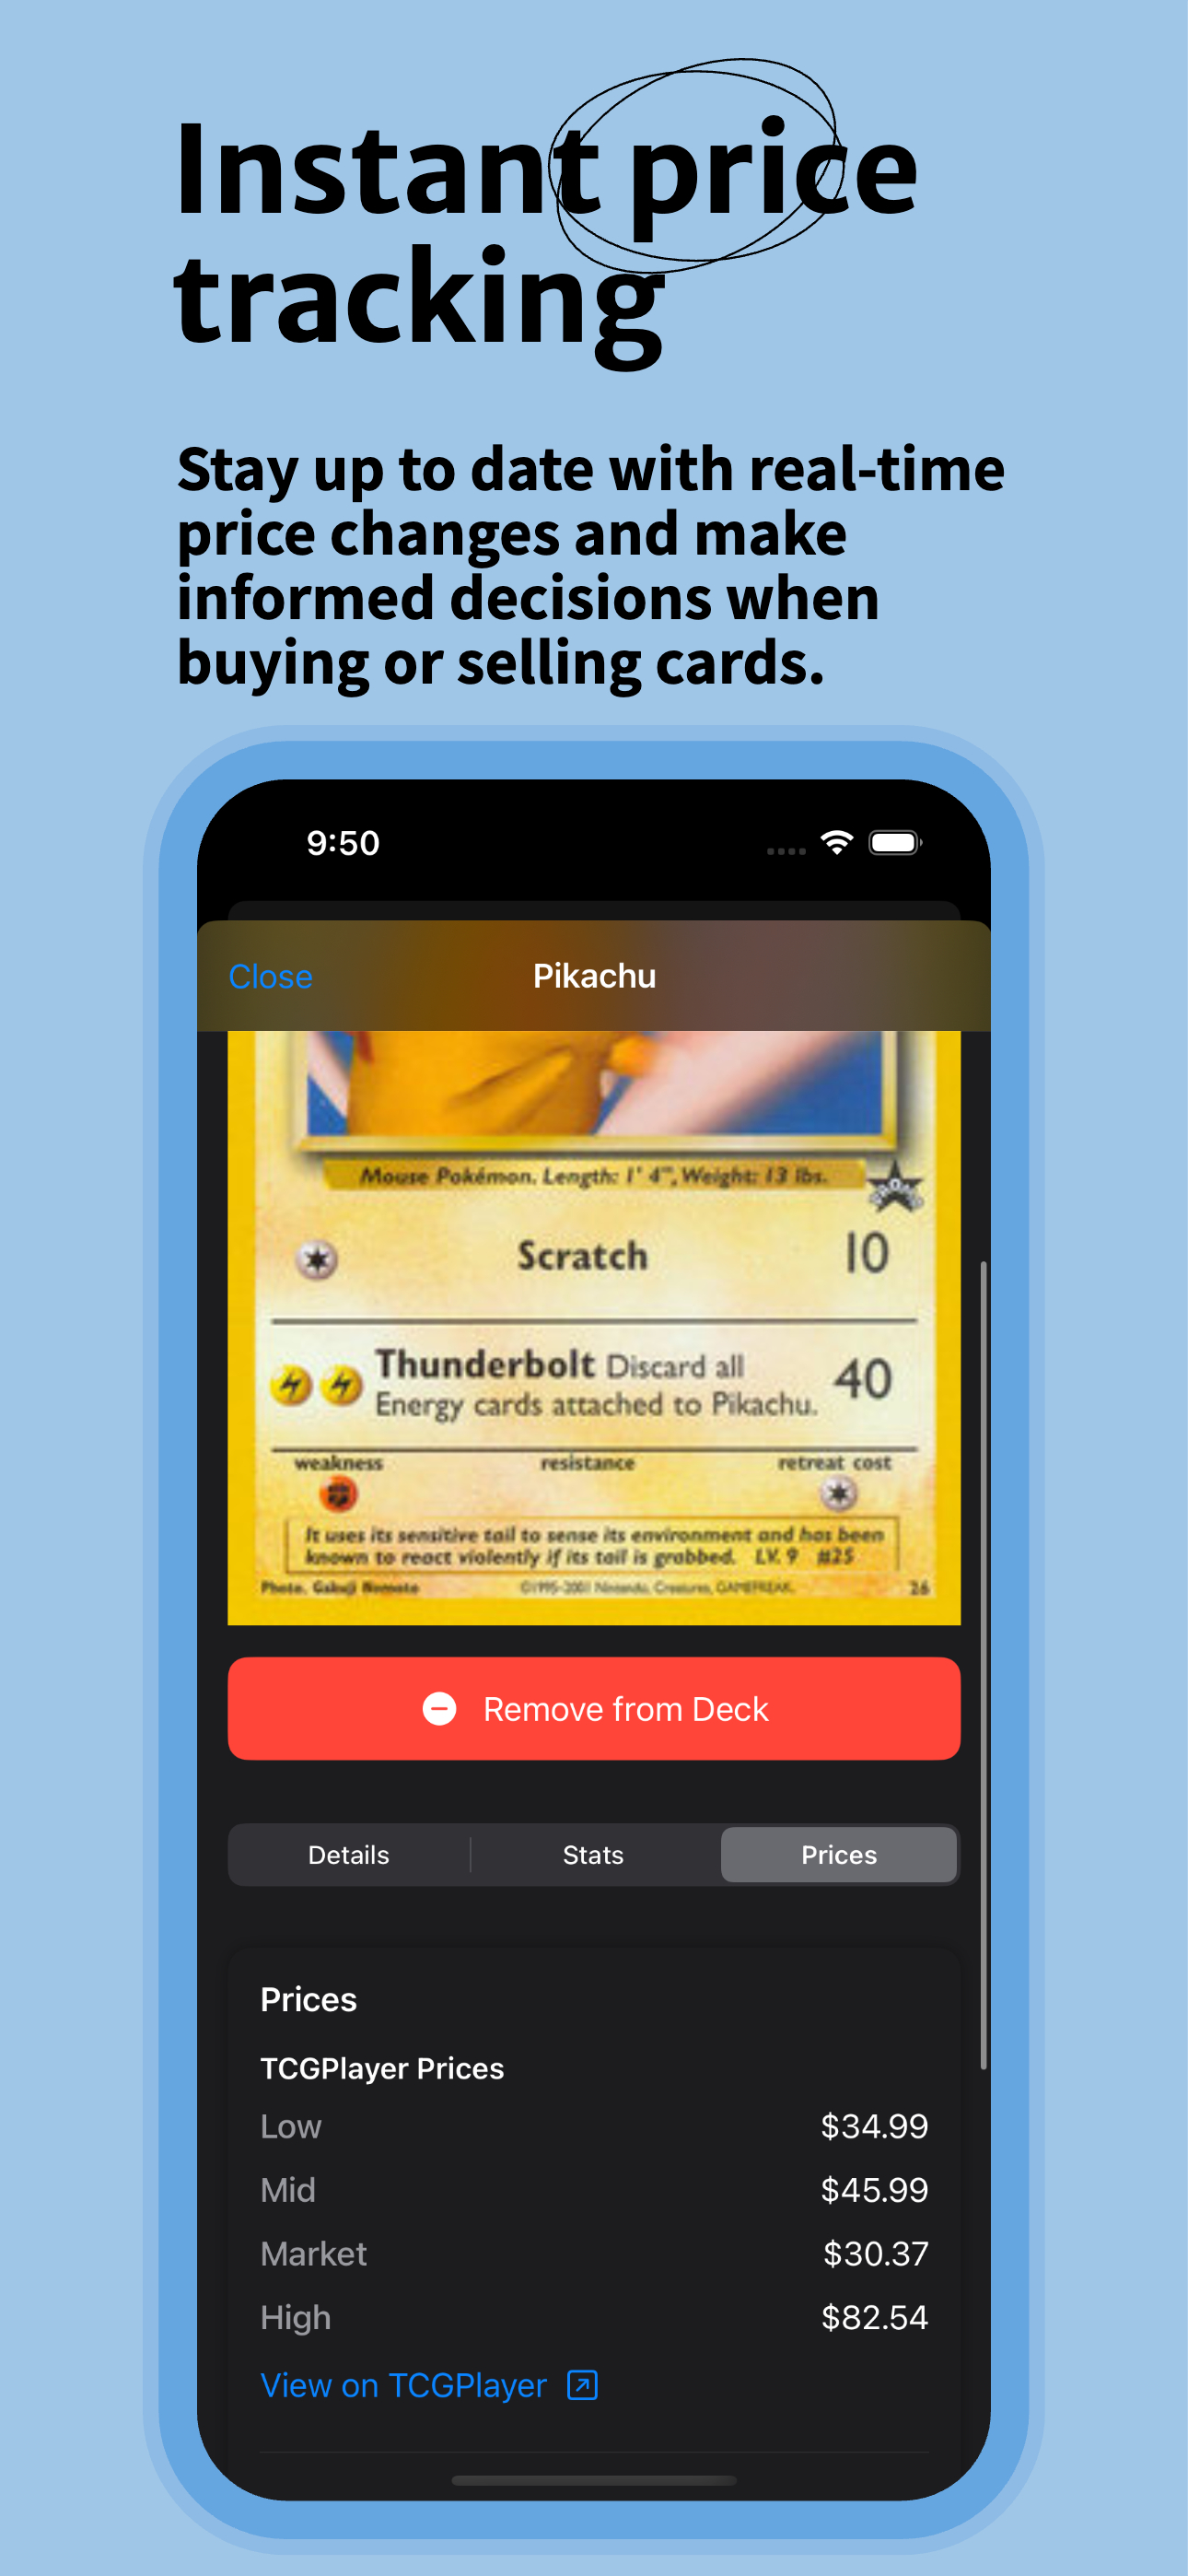 Instant price
tracking
Stay up to date with real-time
price changes and make
informed decisions when
buying or selling cards.
9:50
Close
Pikachu
Mouse Pokémon. Length: 1' 4", Weight: 13 lbs.
Scratch 10
Thunderbolt Discard all
Energy cards attached to Pikachu. 40
weakness resistance retreat cost
It uses its sensitive tail to sense its environment and has been
known to react violently if its tail is grabbed. LV. 9 #25
Photo. Gakuji Nomoto ©1995-2001 Nintendo, Creatures, GAMEFREAK. 26
Remove from Deck
Details Stats Prices
Prices
TCGPlayer Prices
Low $34.99
Mid $45.99
Market $30.37
High $82.54
View on TCGPlayer